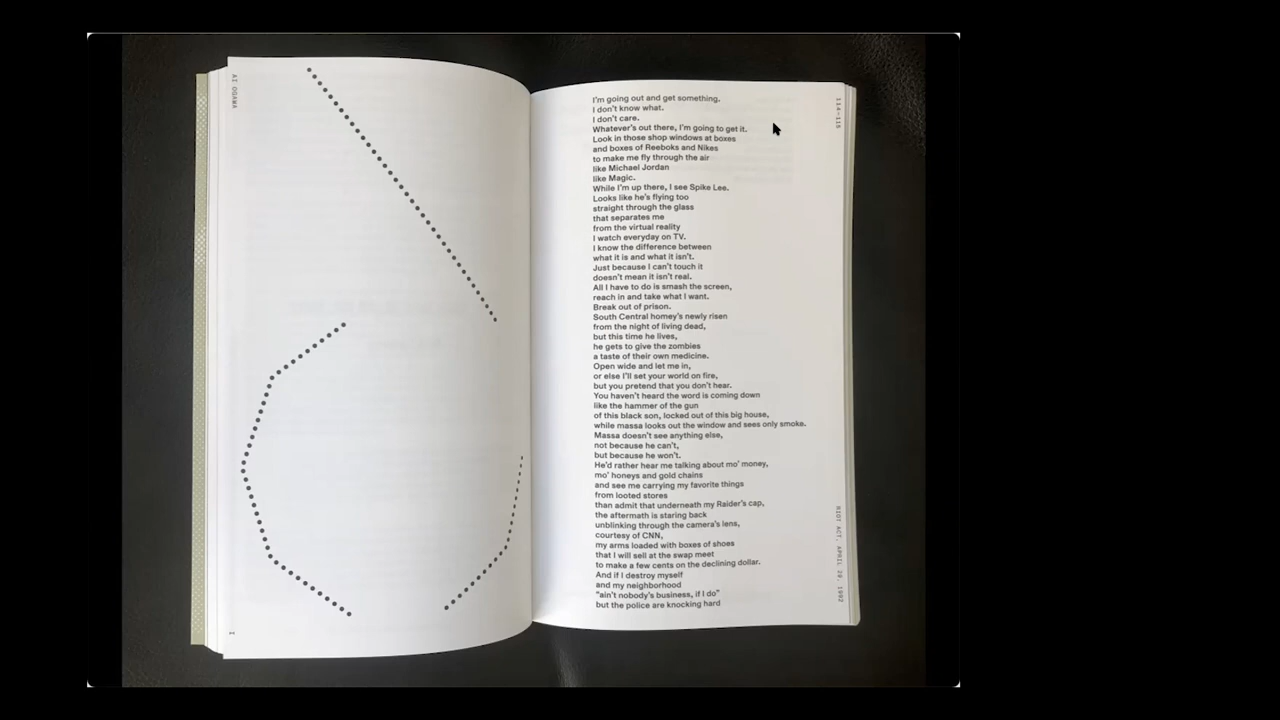 AI OGAWA
I'm going out and get something.
I don't know what.
I don't care.
Whatever's out there, I'm going to get it.
Look in those shop windows at boxes
and boxes of Reeboks and Nikes
to make me fly through the air
like Michael Jordan
like Magic.
While I'm up there, I see Spike Lee.
Looks like he's flying too
straight through the glass
that separates me
from the virtual reality
I watch everyday on TV.
I know the difference between
what it is and what it isn't.
Just because I can't touch it
doesn't mean it isn't real.
All I have to do is smash the screen,
reach in and take what I want.
Break out of prison.
South Central homey's newly risen
from the night of living dead,
but this time he lives,
he gets to give the zombies
a taste of their own medicine.
Open wide and let me in,
or else I'll set your world on fire,
but you pretend that you don't hear.
You haven't heard the word is coming down
like the hammer of the gun
of this black son, locked out of this big house,
while massa looks out the window and sees only smoke.
Massa doesn't see anything else,
not because he can't,
but because he won't.
He'd rather hear me talking about mo' money,
mo' honeys and gold chains
and see me carrying my favorite things
from looted stores
than admit that underneath my Raider's cap,
the aftermath is staring back
unblinking through the camera's lens,
courtesy of CNN,
my arms loaded with boxes of shoes
that I will sell at the swap meet
to make a few cents on the declining dollar.
And if I destroy myself
and my neighborhood
"ain't nobody's business, if I do"
but the police are knocking hard
114–115
RIOT ACT, APRIL 29, 1992